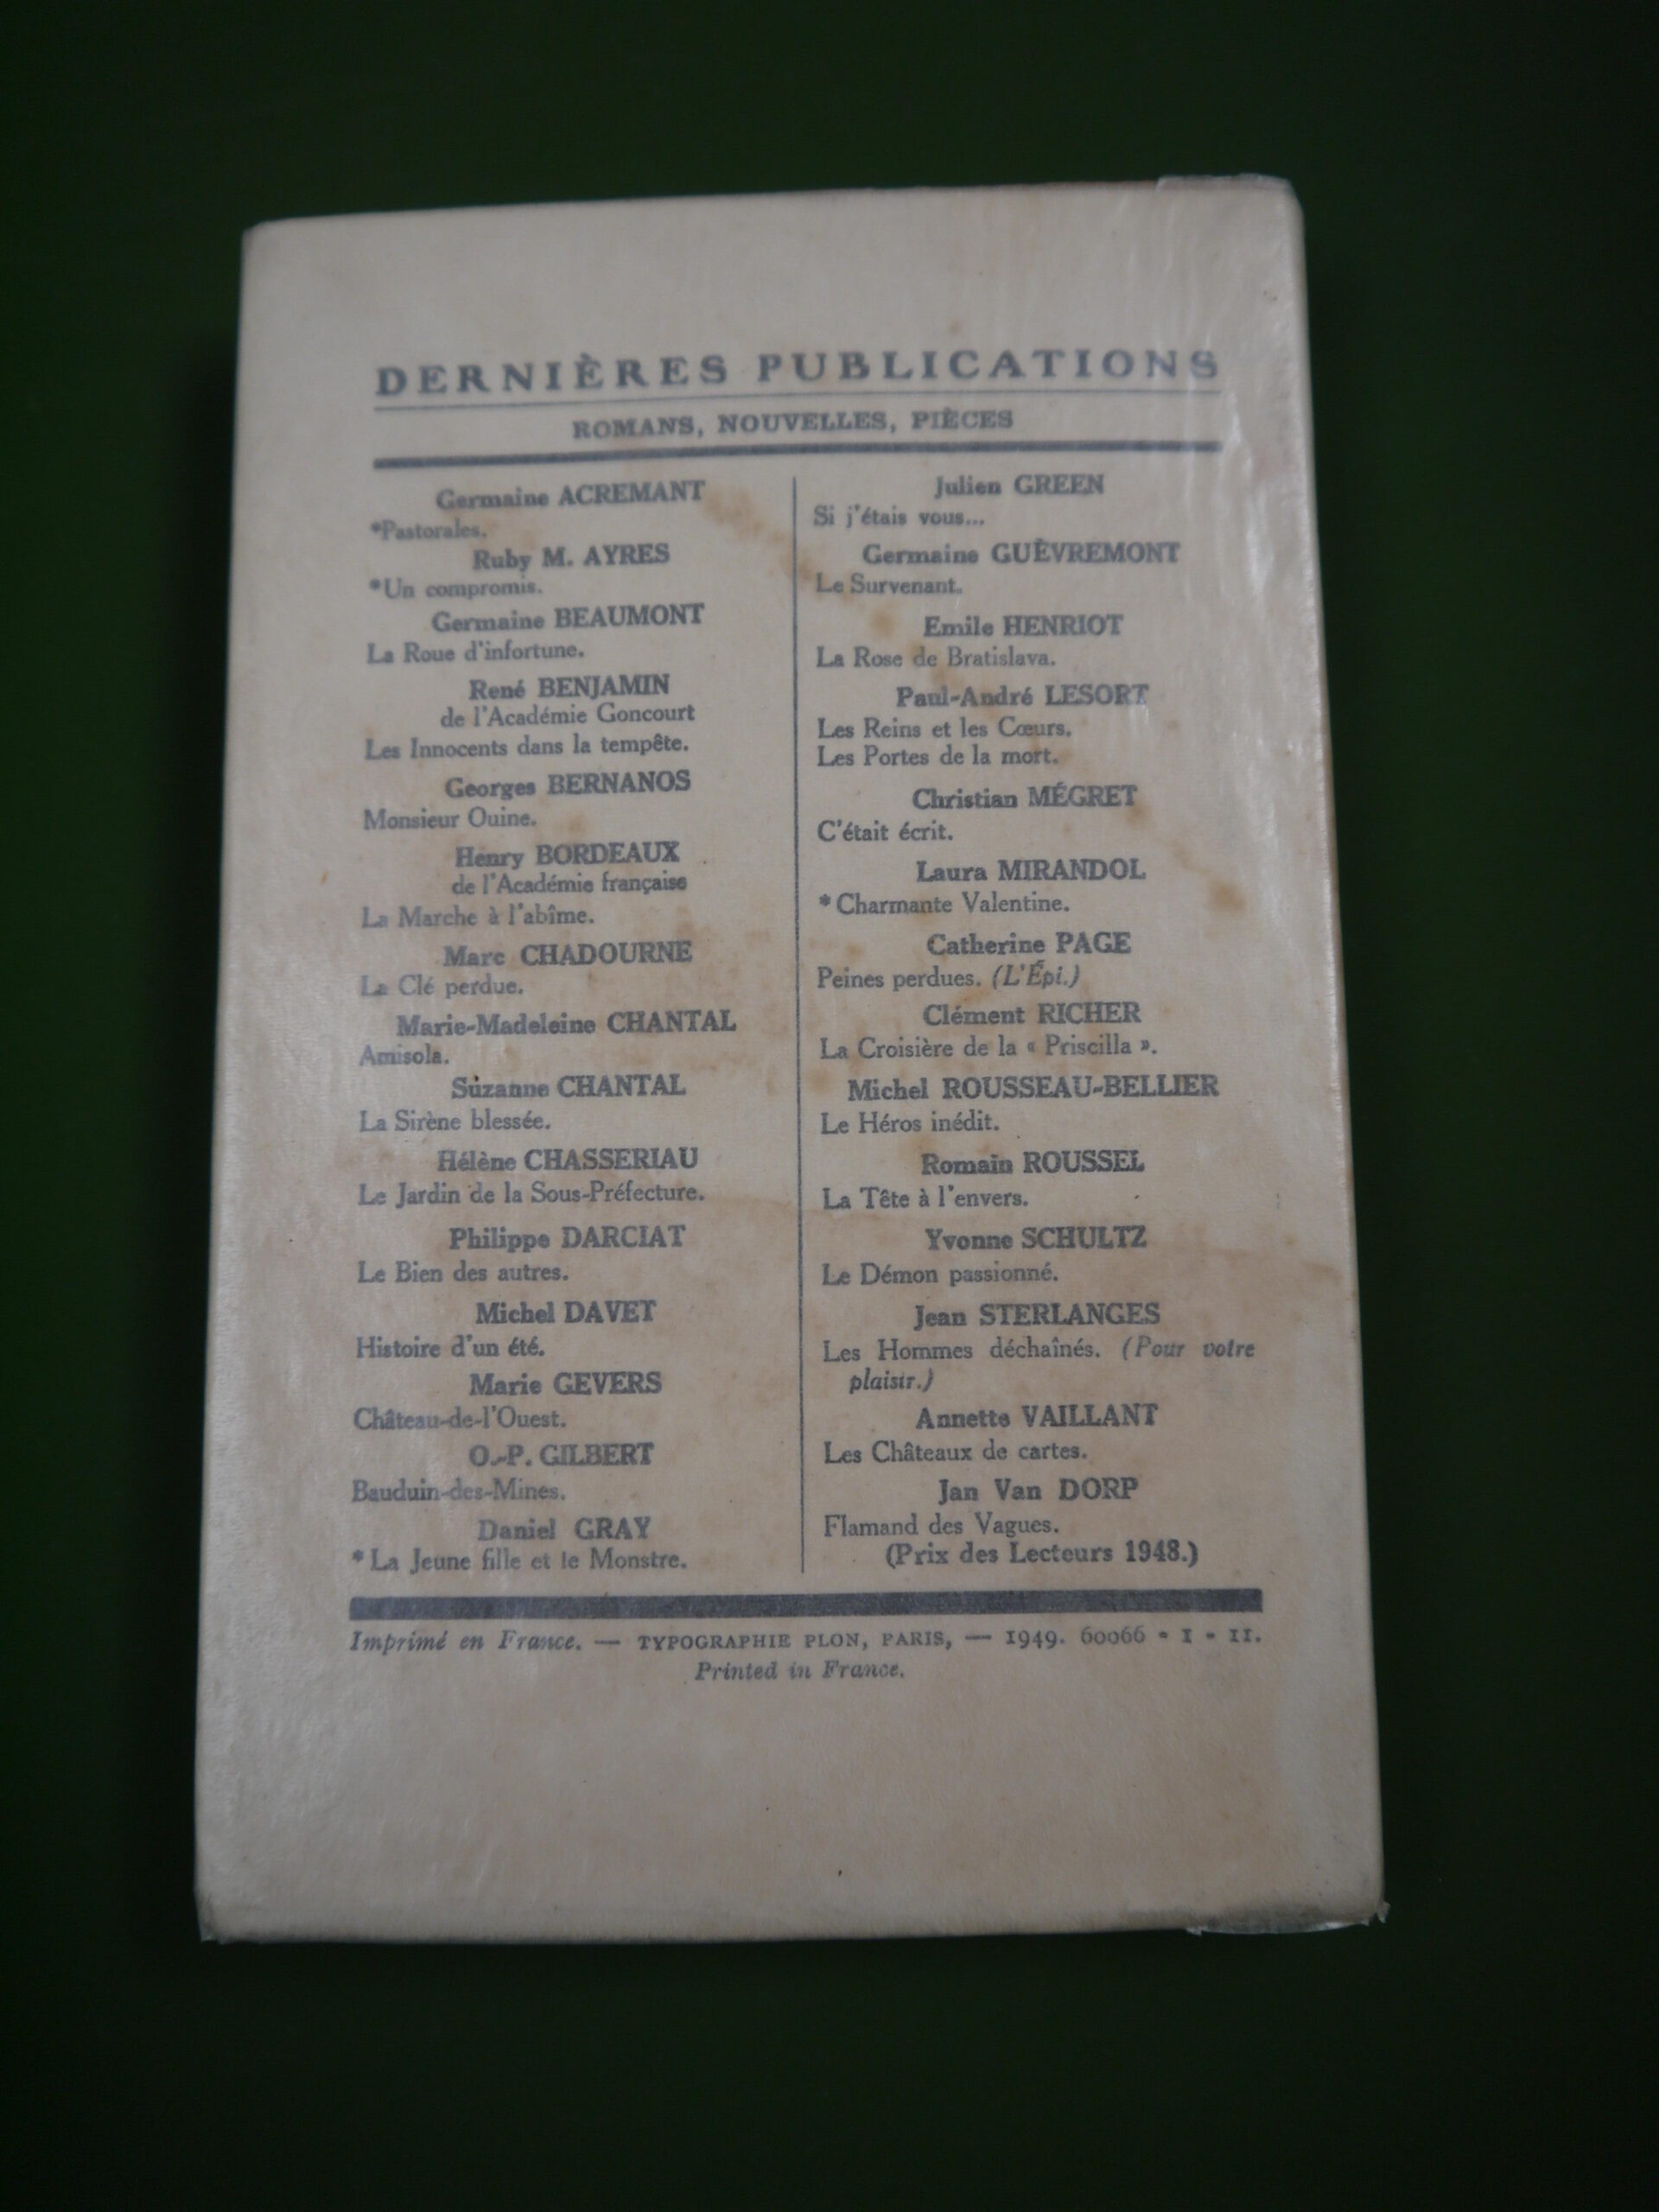 DERNIÈRES PUBLICATIONS
ROMANS, NOUVELLES, PIÈCES
Germaine ACREMANT
*Pastorales.
Ruby M. AYRES
*Un compromis.
Germaine BEAUMONT
La Roue d'infortune.
René BENJAMIN
de l'Académie Goncourt
Les Innocents dans la tempête.
Georges BERNANOS
Monsieur Ouine.
Henry BORDEAUX
de l'Académie française
La Marche à l'abîme.
Marc CHADOURNE
La Clé perdue.
Marie-Madeleine CHANTAL
Amisola.
Suzanne CHANTAL
La Sirène blessée.
Hélène CHASSERIAU
Le Jardin de la Sous-Préfecture.
Philippe DARCIAT
Le Bien des autres.
Michel DAVET
Histoire d'un été.
Marie GEVERS
Château-de-l'Ouest.
O.-P. GILBERT
Bauduin-des-Mines.
Daniel GRAY
* La Jeune fille et le Monstre.
Julien GREEN
Si j'étais vous...
Germaine GUÈVREMONT
Le Survenant.
Emile HENRIOT
La Rose de Bratislava.
Paul-André LESORT
Les Reins et les Cœurs.
Les Portes de la mort.
Christian MÉGRET
C'était écrit.
Laura MIRANDOL
* Charmante Valentine.
Catherine PAGE
Peines perdues. (L'Épi.)
Clément RICHER
La Croisière de la « Priscilla ».
Michel ROUSSEAU-BELLIER
Le Héros inédit.
Romain ROUSSEL
La Tête à l'envers.
Yvonne SCHULTZ
Le Démon passionné.
Jean STERLANGES
Les Hommes déchaînés. (Pour votre
plaisir.)
Annette VAILLANT
Les Châteaux de cartes.
Jan Van DORP
Flamand des Vagues.
(Prix des Lecteurs 1948.)
Imprimé en France. — TYPOGRAPHIE PLON, PARIS, — 1949. 60066 - I - II.
Printed in France.